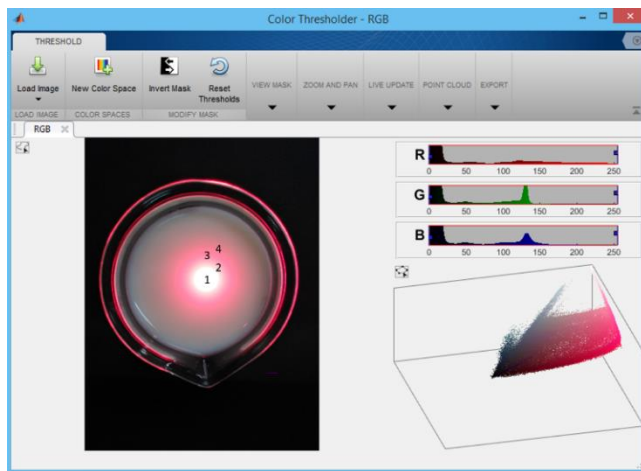 Color Thresholder - RGB
THRESHOLD
Load Image
New Color Space
Invert Mask
Reset Thresholds
VIEW MASK
ZOOM AND PAN
LIVE UPDATE
POINT CLOUD
EXPORT
LOAD IMAGE
COLOR SPACES
MODIFY MASK
RGB
R
0 50 100 150 200 250
G
0 50 100 150 200 250
B
0 50 100 150 200 250
3 4
2
1